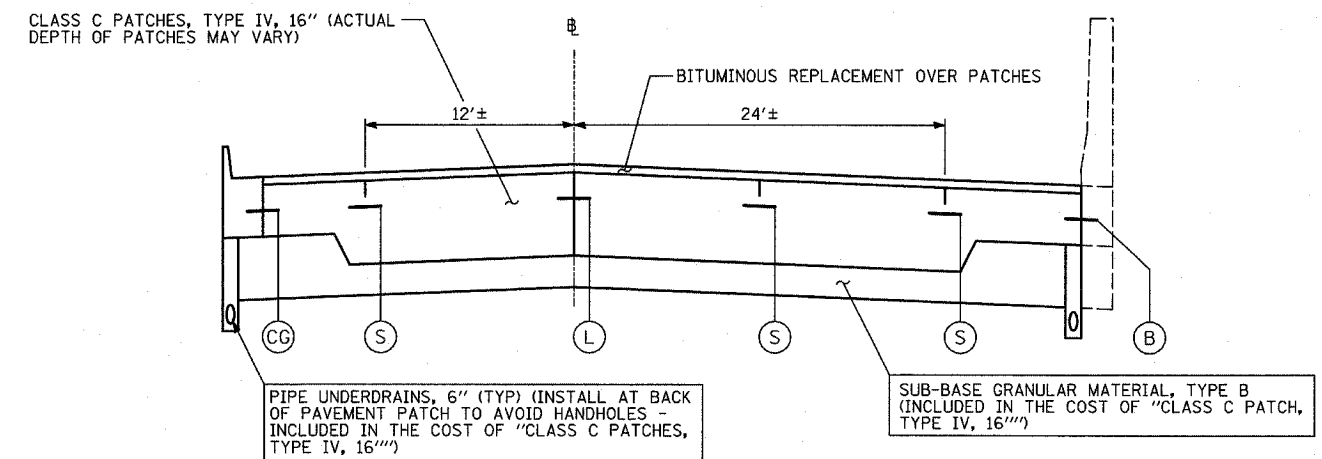 CLASS C PATCHES, TYPE IV, 16" (ACTUAL
DEPTH OF PATCHES MAY VARY)
℄
BITUMINOUS REPLACEMENT OVER PATCHES
12'±
24'±
CG
S
L
S
S
B
PIPE UNDERDRAINS, 6" (TYP) (INSTALL AT BACK
OF PAVEMENT PATCH TO AVOID HANDHOLES -
INCLUDED IN THE COST OF "CLASS C PATCHES,
TYPE IV, 16"")
SUB-BASE GRANULAR MATERIAL, TYPE B
(INCLUDED IN THE COST OF "CLASS C PATCH,
TYPE IV, 16"")